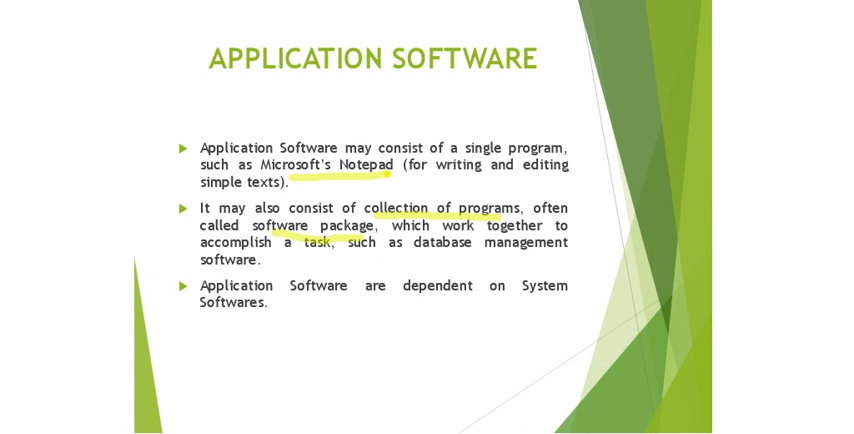 APPLICATION SOFTWARE
Application Software may consist of a single program,
such as Microsoft's Notepad (for writing and editing
simple texts).
It may also consist of collection of programs, often
called software package, which work together to
accomplish a task, such as database management
software.
Application Software are dependent on System
Softwares.